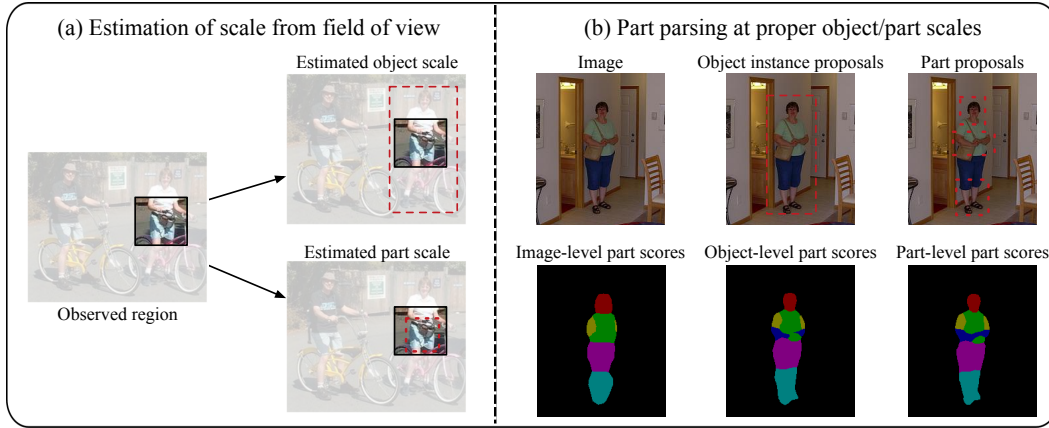 (a) Estimation of scale from field of view
Estimated object scale
Observed region
Estimated part scale
(b) Part parsing at proper object/part scales
Image
Object instance proposals
Part proposals
Image-level part scores
Object-level part scores
Part-level part scores